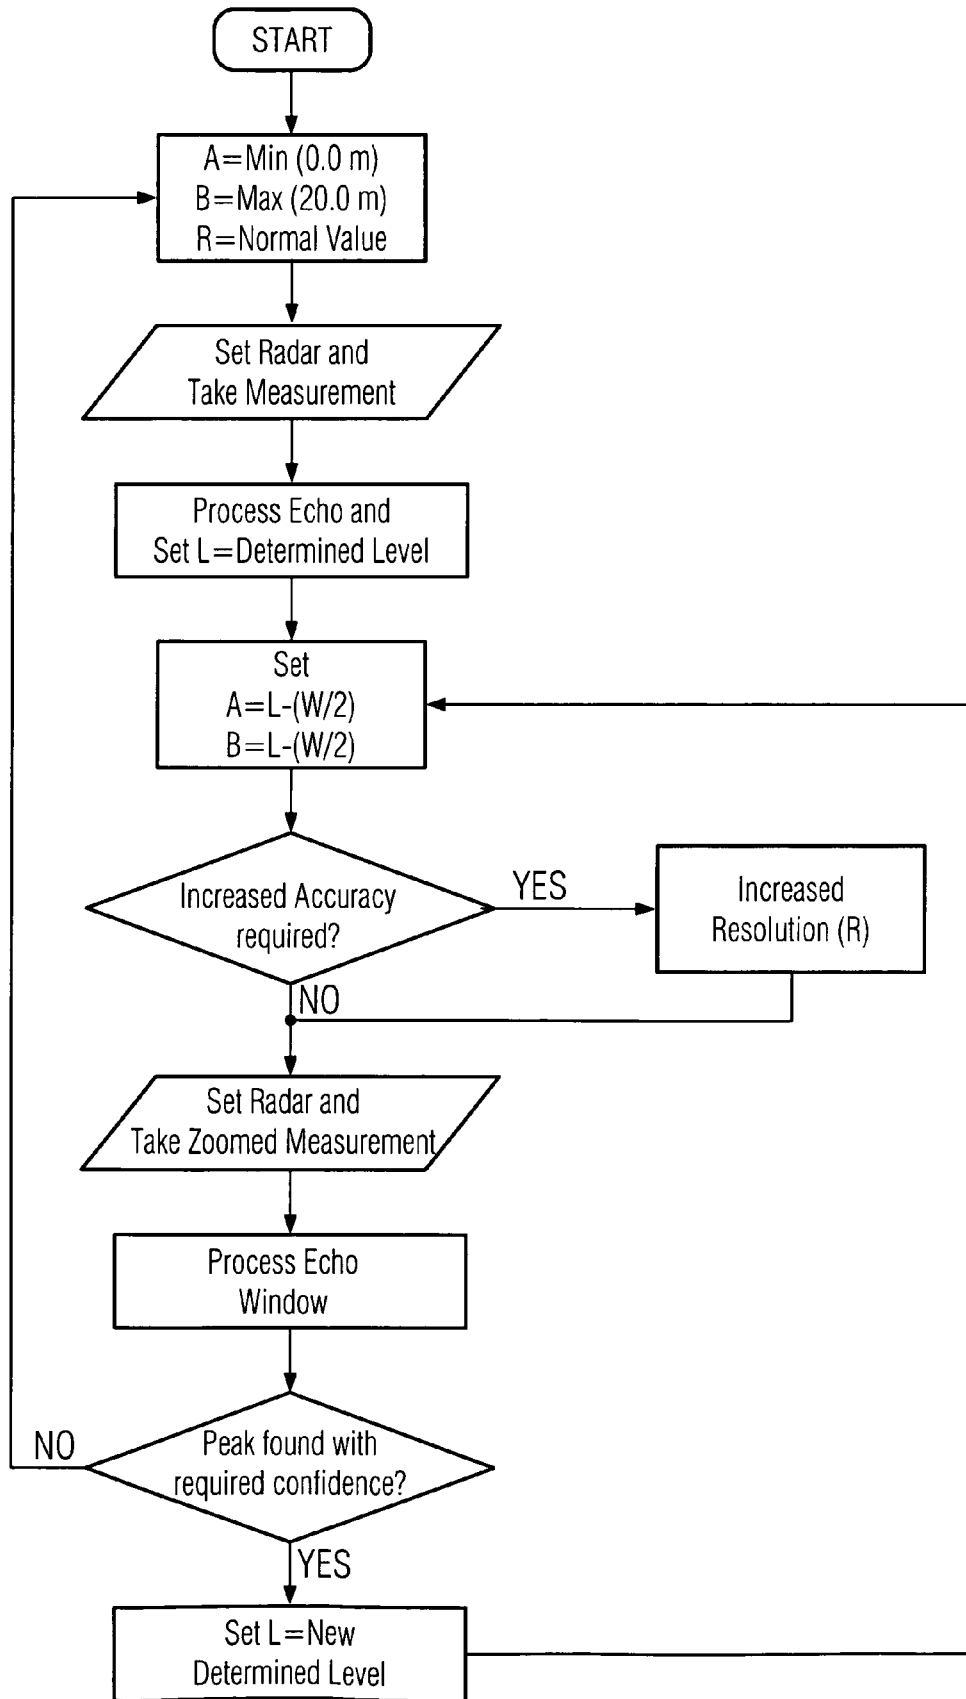 START
A=Min (0.0 m)
B=Max (20.0 m)
R=Normal Value
Set Radar and
Take Measurement
Process Echo and
Set L=Determined Level
Set
A=L-(W/2)
B=L-(W/2)
Increased Accuracy
required?
YES
Increased
Resolution (R)
NO
Set Radar and
Take Zoomed Measurement
Process Echo
Window
Peak found with
required confidence?
NO
YES
Set L=New
Determined Level